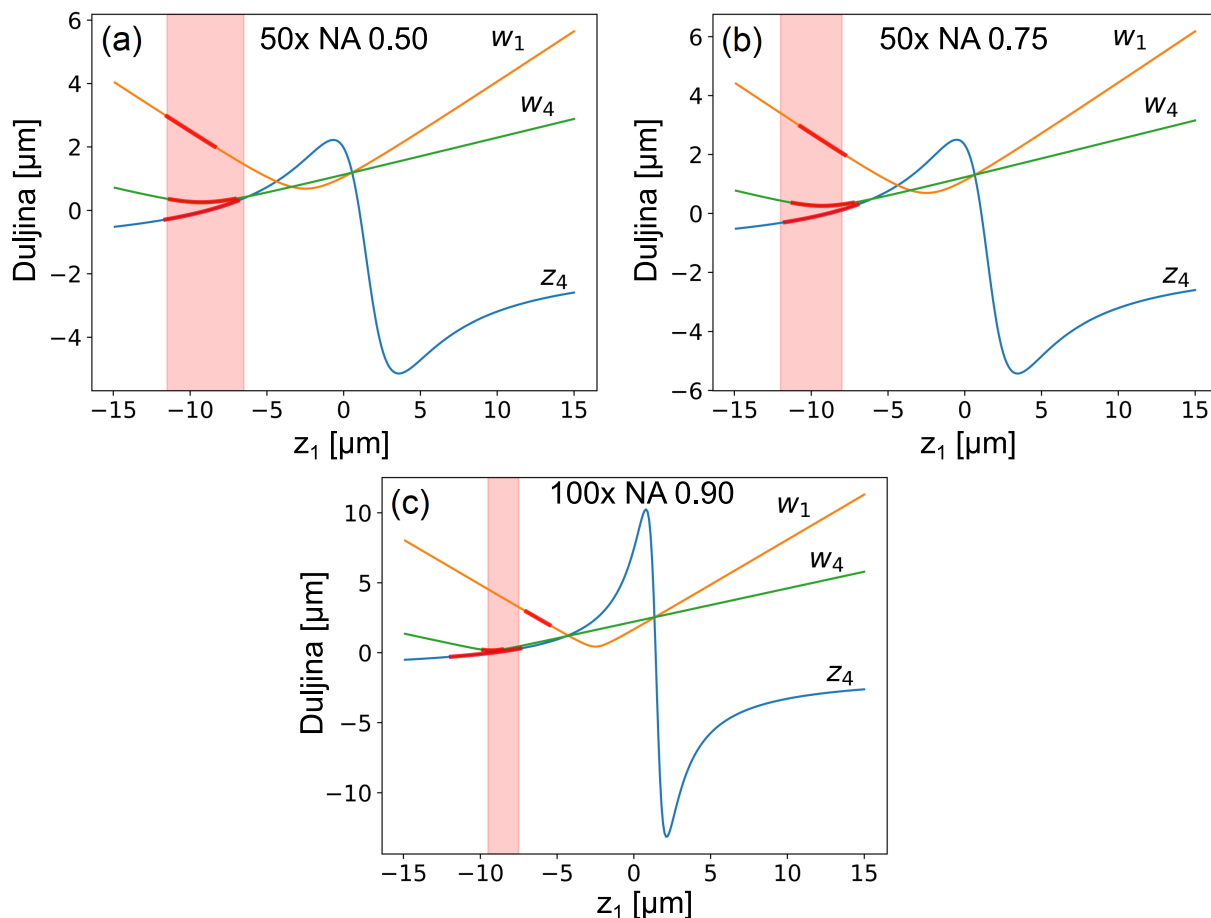 (a) 50x NA 0.50
w₁
w₄
z₄
6
4
2
0
−2
−4
Duljina [μm]
−15 −10 −5 0 5 10 15
z₁ [μm]
(b) 50x NA 0.75
w₁
w₄
z₄
6
4
2
0
−2
−4
−6
Duljina [μm]
−15 −10 −5 0 5 10 15
z₁ [μm]
(c) 100x NA 0.90
w₁
w₄
z₄
10
5
0
−5
−10
Duljina [μm]
−15 −10 −5 0 5 10 15
z₁ [μm]